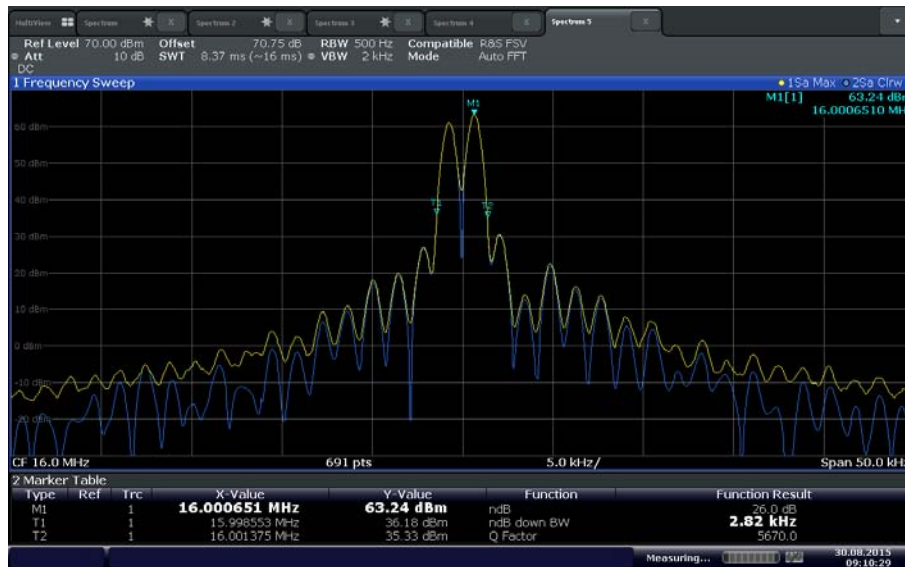 MultiView Spectrum X Spectrum 2 X Spectrum 3 X Spectrum 4 X Spectrum 5 X
Ref Level 70.00 dBm Offset 70.75 dB RBW 500 Hz Compatible R&S FSV
Att 10 dB SWT 8.37 ms (~16 ms) VBW 2 kHz Mode Auto FFT
DC
1 Frequency Sweep 1Sa Max 2Sa Clrw
M1[1] 63.24 dBm
16.0006510 MH
M1
60 dBm
50 dBm
40 dBm
T1 T2
30 dBm
20 dBm
10 dBm
0 dBm
-10 dBm
-20 dBm
CF 16.0 MHz 691 pts 5.0 kHz/ Span 50.0 kHz
2 Marker Table
Type Ref Trc X-Value Y-Value Function Function Result
M1 1 16.000651 MHz 63.24 dBm ndB 26.0 dB
T1 1 15.998553 MHz 36.18 dBm ndB down BW 2.82 kHz
T2 1 16.001375 MHz 35.33 dBm Q Factor 5670.0
Measuring... 30.08.2015
09:10:29